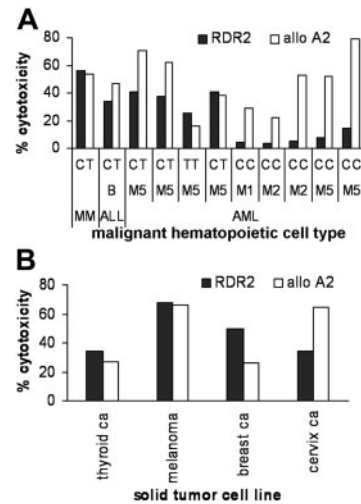 A
% cytotoxicity
RDR2 allo A2
80
60
40
20
0
CT CT CT CT TT CT CC CC CC CC CC
B M5 M5 M5 M5 M1 M2 M2 M5 M5
MM ALL AML
malignant hematopoietic cell type
B
% cytotoxicity
RDR2 allo A2
80
60
40
20
0
thyroid ca melanoma breast ca cervix ca
solid tumor cell line